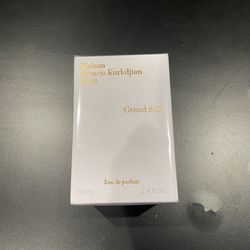 Maison
Francis Kurkdjian
Paris
Grand Soir
Eau de parfum
70 ml 2.4 fl.oz.